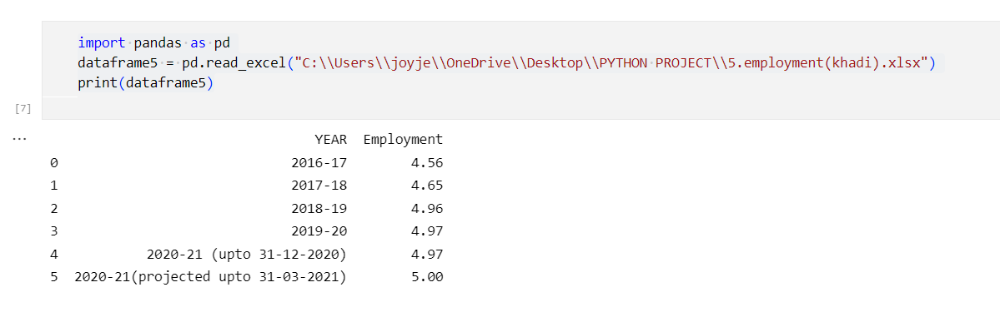 import pandas as pd
dataframe5 = pd.read_excel("C:\\Users\\joyje\\OneDrive\\Desktop\\PYTHON PROJECT\\5.employment(khadi).xlsx")
print(dataframe5)
[7]
...
YEAR Employment
0 2016-17 4.56
1 2017-18 4.65
2 2018-19 4.96
3 2019-20 4.97
4 2020-21 (upto 31-12-2020) 4.97
5 2020-21(projected upto 31-03-2021) 5.00